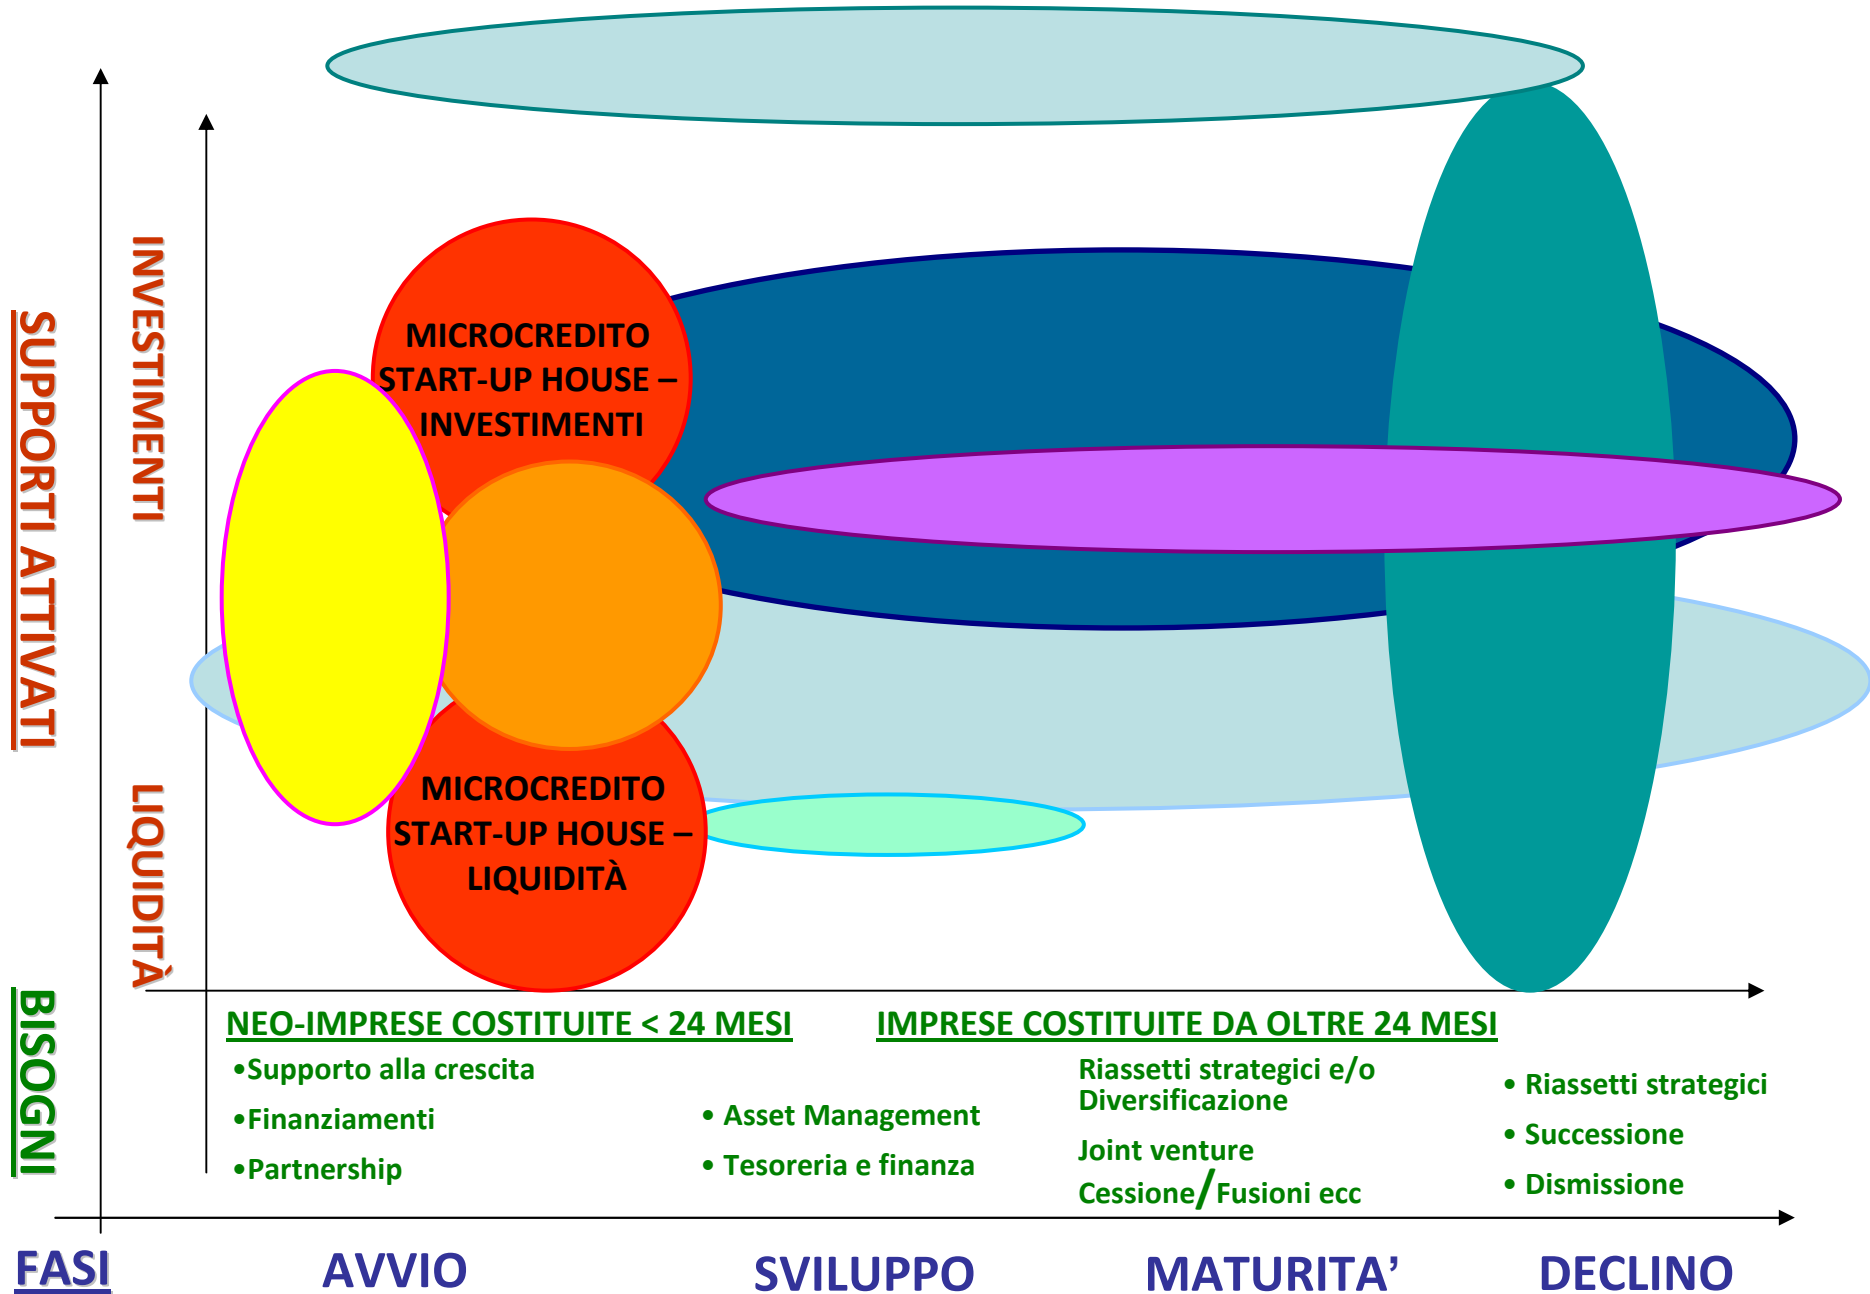 SUPPORTI ATTIVATI
INVESTIMENTI
LIQUIDITÀ
MICROCREDITO
START-UP HOUSE –
INVESTIMENTI
MICROCREDITO
START-UP HOUSE –
LIQUIDITÀ
BISOGNI
NEO-IMPRESE COSTITUITE < 24 MESI
•Supporto alla crescita
•Finanziamenti
•Partnership
• Asset Management
• Tesoreria e finanza
IMPRESE COSTITUITE DA OLTRE 24 MESI
Riassetti strategici e/o
Diversificazione
Joint venture
Cessione/Fusioni ecc
• Riassetti strategici
• Successione
• Dismissione
FASI
AVVIO
SVILUPPO
MATURITA’
DECLINO